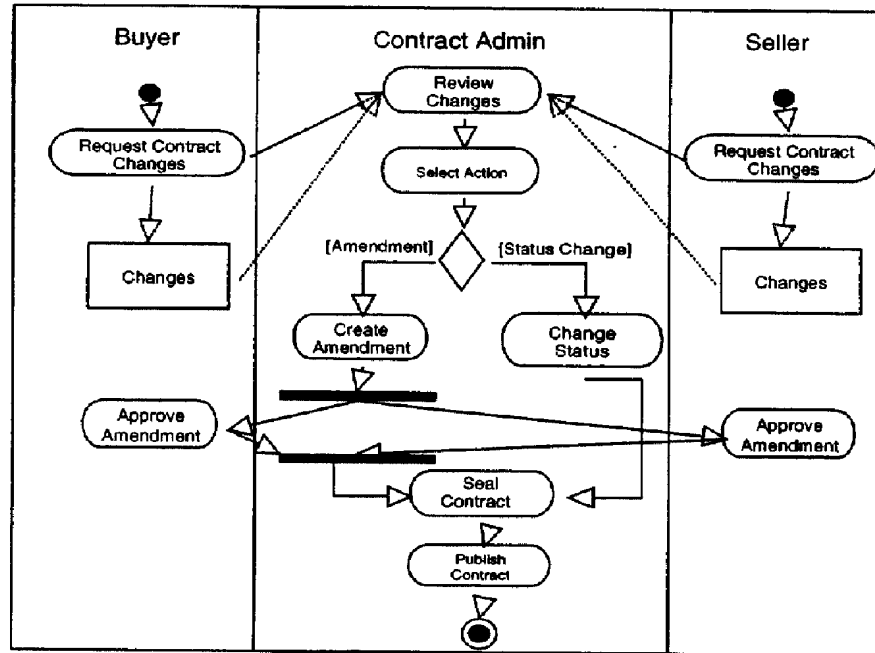 Buyer
Contract Admin
Seller
Review
Changes
Request Contract
Changes
Request Contract
Changes
Select Action
[Amendment]
[Status Change]
Changes
Changes
Create
Amendment
Change
Status
Approve
Amendment
Approve
Amendment
Seal
Contract
Publish
Contract